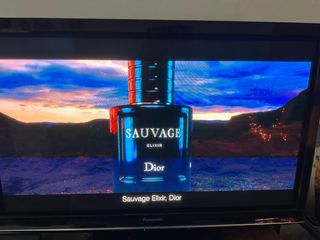 SAUVAGE
ELIXIR
Dior
Sauvage Elixir, Dior
Panasonic